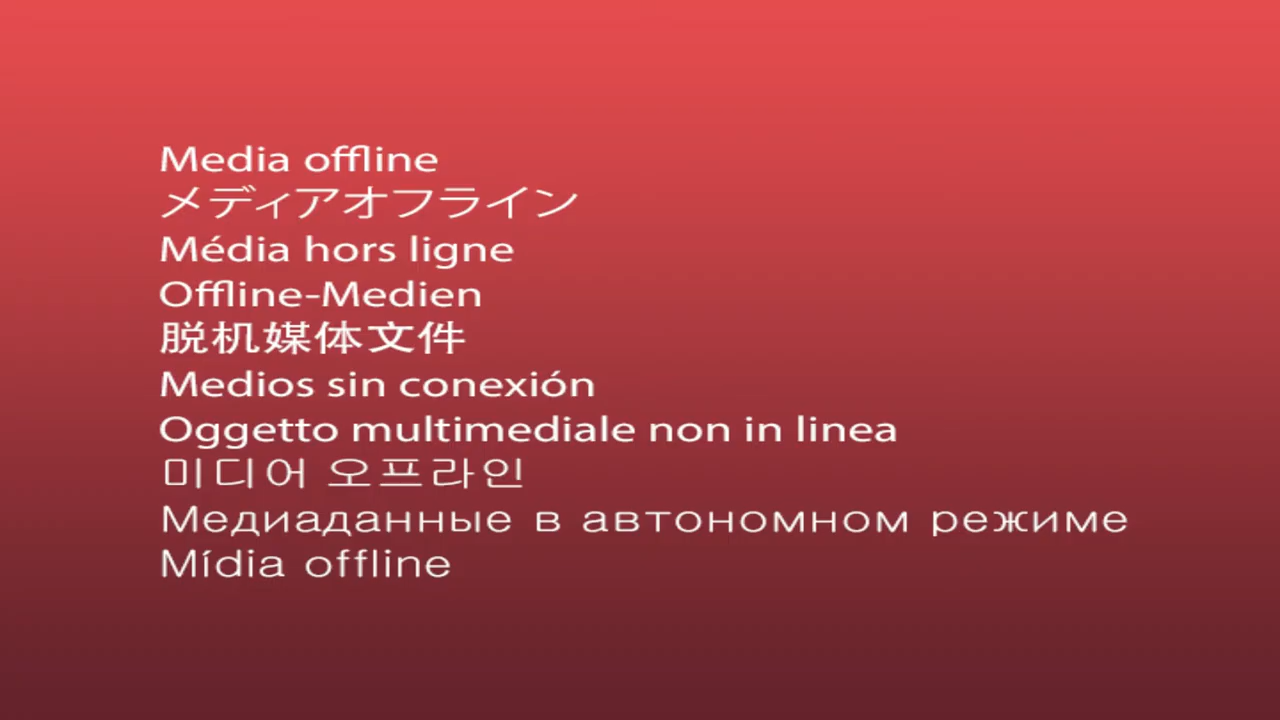 Media offline
メディアオフライン
Média hors ligne
Offline-Medien
脱机媒体文件
Medios sin conexión
Oggetto multimediale non in linea
미디어 오프라인
Медиаданные в автономном режиме
Mídia offline